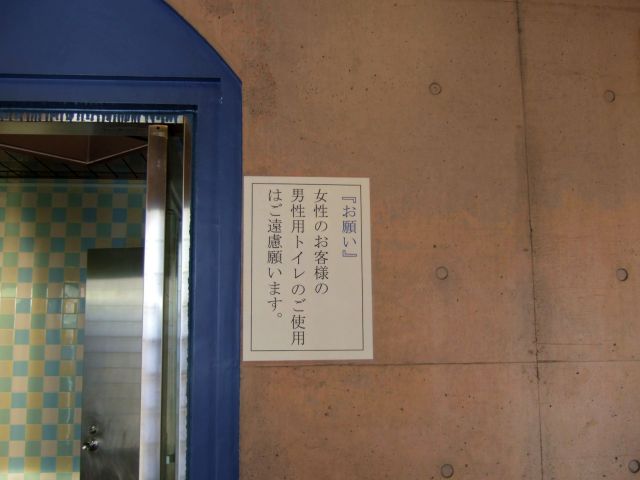 『お願い』
女性のお客様の
男性用トイレのご使用
はご遠慮願います。